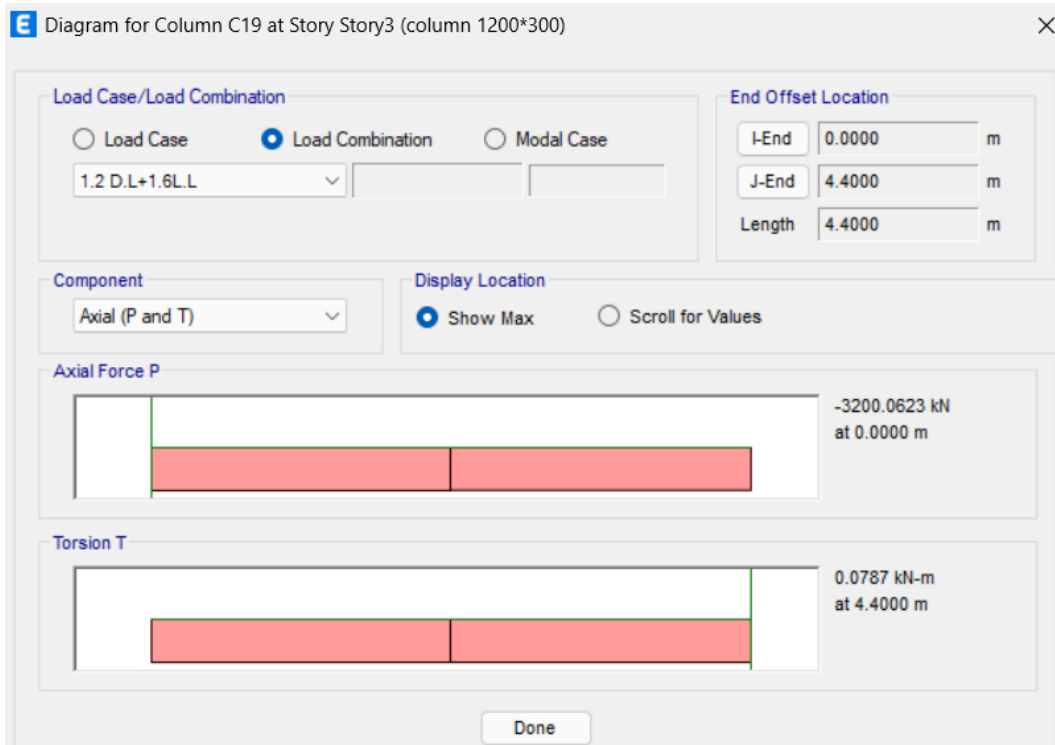 E Diagram for Column C19 at Story Story3 (column 1200*300)
Load Case/Load Combination
Load Case Load Combination Modal Case
1.2 D.L+1.6L.L
End Offset Location
I-End 0.0000 m
J-End 4.4000 m
Length 4.4000 m
Component
Axial (P and T)
Display Location
Show Max Scroll for Values
Axial Force P
-3200.0623 kN
at 0.0000 m
Torsion T
0.0787 kN-m
at 4.4000 m
Done